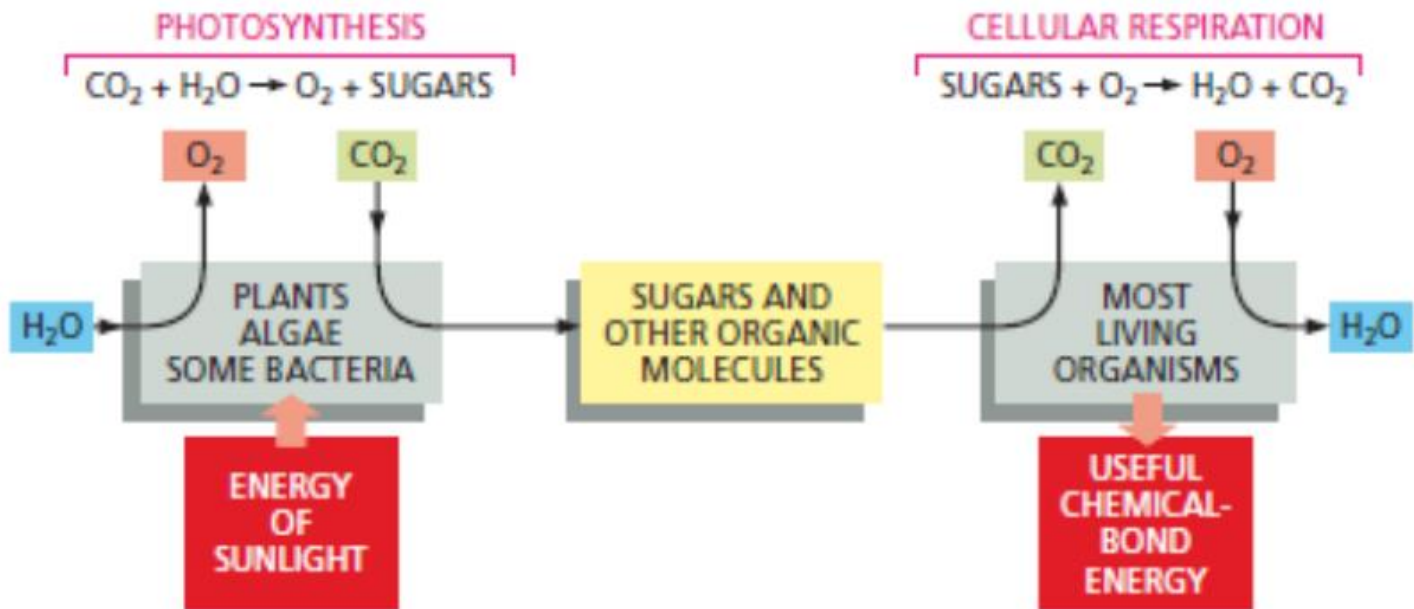 PHOTOSYNTHESIS
CO₂ + H₂O → O₂ + SUGARS
O₂
CO₂
H₂O
PLANTS
ALGAE
SOME BACTERIA
ENERGY
OF
SUNLIGHT
SUGARS AND
OTHER ORGANIC
MOLECULES
CELLULAR RESPIRATION
SUGARS + O₂ → H₂O + CO₂
CO₂
O₂
MOST
LIVING
ORGANISMS
H₂O
USEFUL
CHEMICAL-
BOND
ENERGY